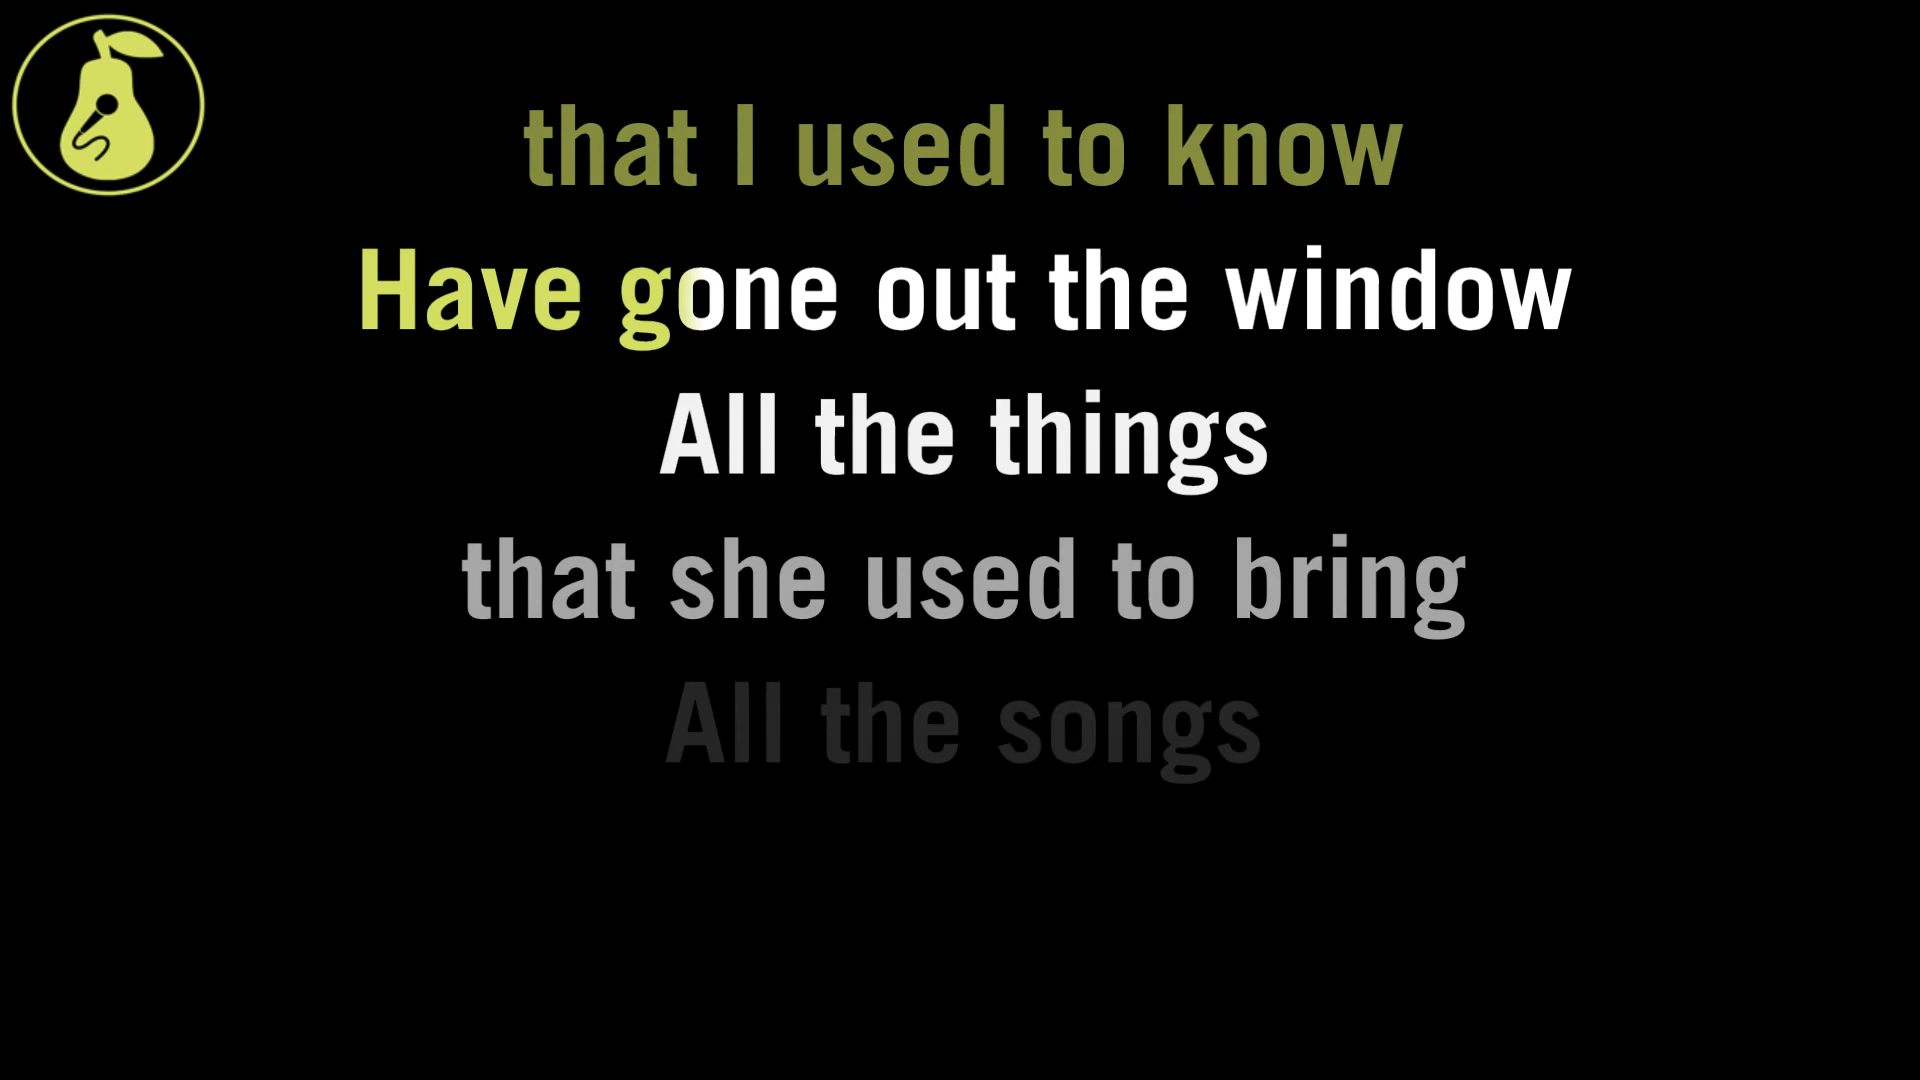 that I used to know
Have gone out the window
All the things
that she used to bring
All the songs